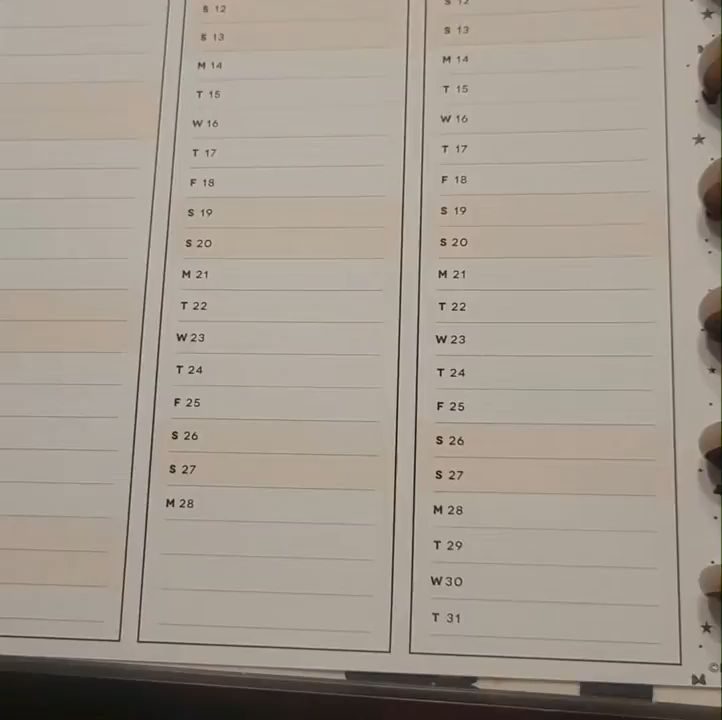 S 12
S 13
M 14
T 15
W 16
T 17
F 18
S 19
S 20
M 21
T 22
W 23
T 24
F 25
S 26
S 27
M 28
S 12
S 13
M 14
T 15
W 16
T 17
F 18
S 19
S 20
M 21
T 22
W 23
T 24
F 25
S 26
S 27
M 28
T 29
W 30
T 31